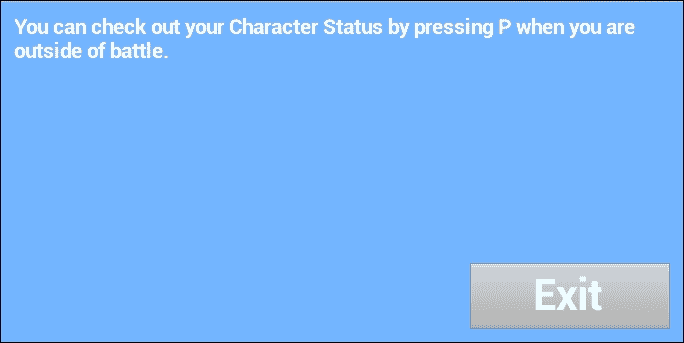 You can check out your Character Status by pressing P when you are
outside of battle.
Exit